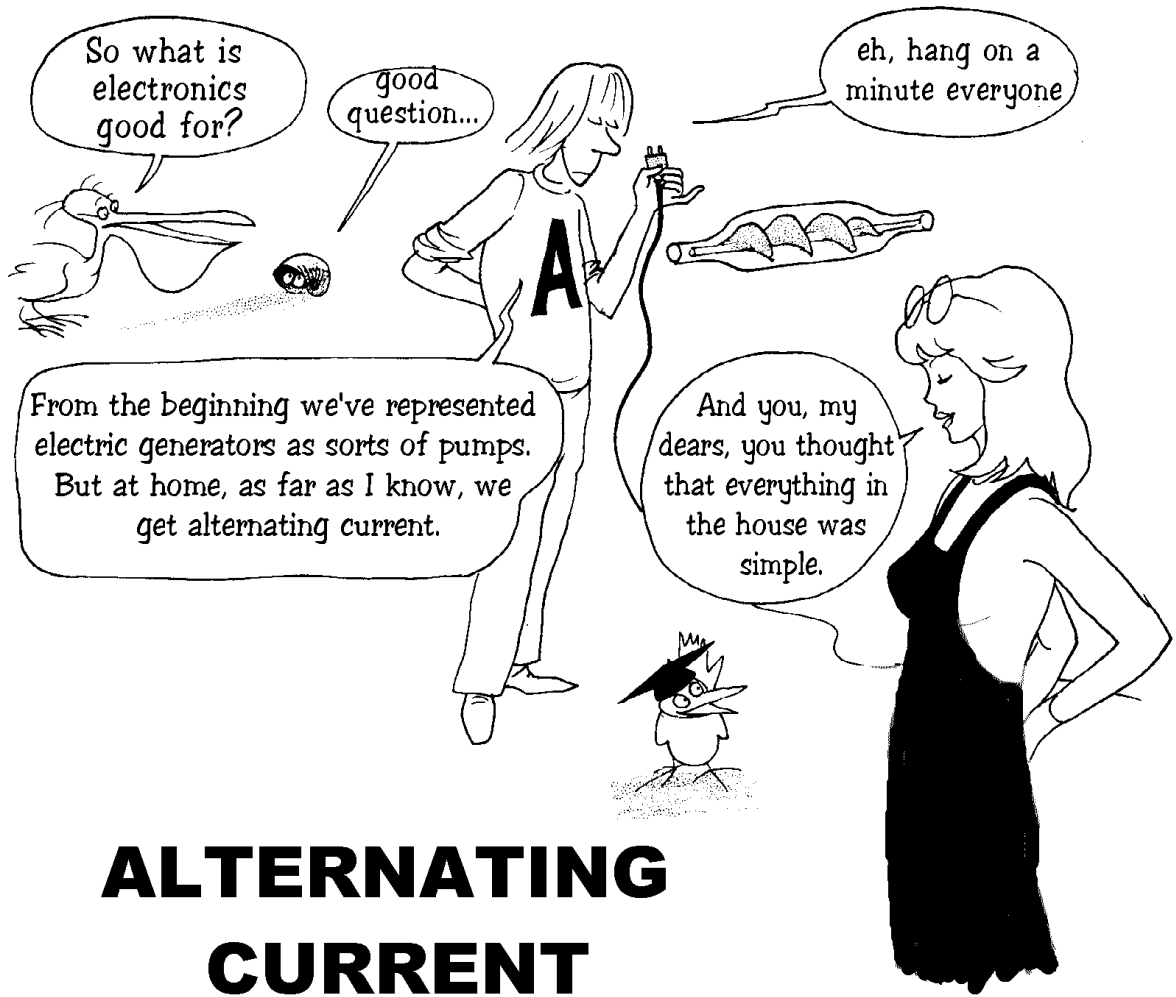 So what is
electronics
good for?
good
question...
eh, hang on a
minute everyone
A
From the beginning we've represented
electric generators as sorts of pumps.
But at home, as far as I know, we
get alternating current.
And you, my
dears, you thought
that everything in
the house was
simple.
ALTERNATING
CURRENT